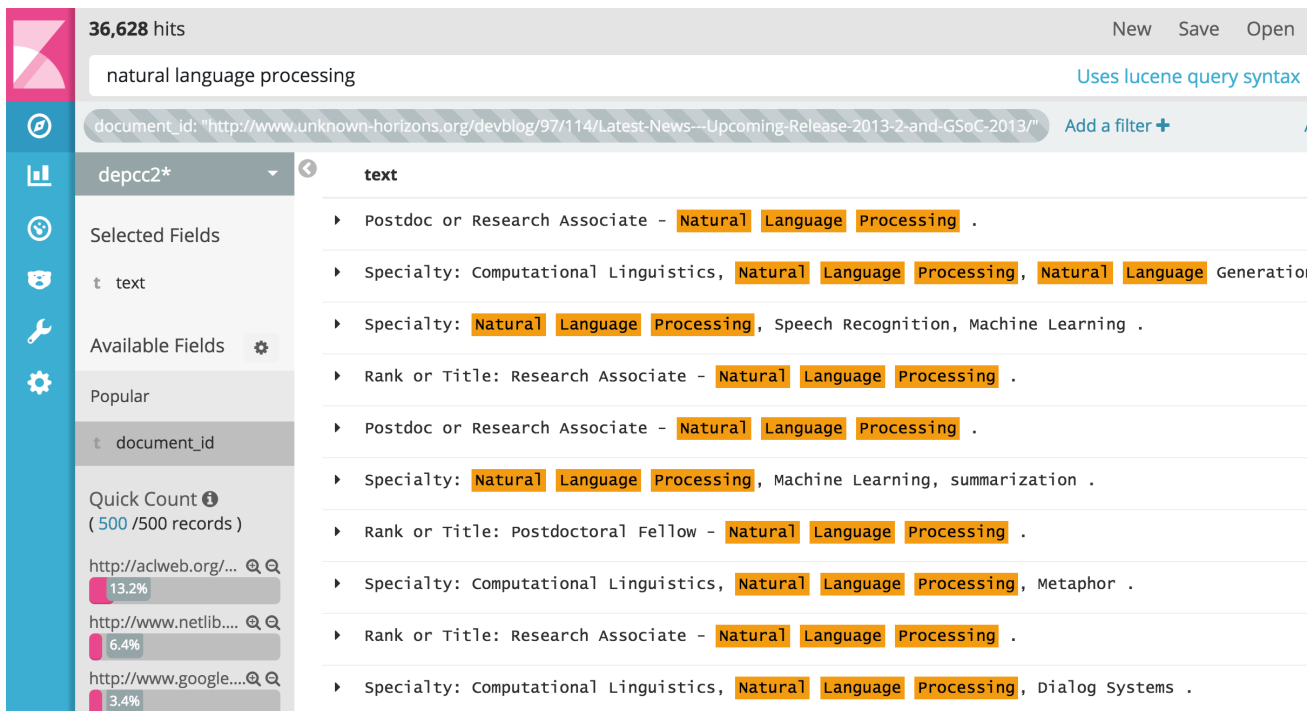 36,628 hits
New Save Open
natural language processing
Uses lucene query syntax
document_id: "http://www.unknown-horizons.org/devblog/97/114/Latest-News---Upcoming-Release-2013-2-and-GSoC-2013/"
Add a filter +
depcc2*
Selected Fields
t text
Available Fields
Popular
t document_id
Quick Count
( 500 /500 records )
http://aclweb.org/...
13.2%
http://www.netlib....
6.4%
http://www.google....
3.4%
text
Postdoc or Research Associate - Natural Language Processing .
Specialty: Computational Linguistics, Natural Language Processing, Natural Language Generation
Specialty: Natural Language Processing, Speech Recognition, Machine Learning .
Rank or Title: Research Associate - Natural Language Processing .
Postdoc or Research Associate - Natural Language Processing .
Specialty: Natural Language Processing, Machine Learning, summarization .
Rank or Title: Postdoctoral Fellow - Natural Language Processing .
Specialty: Computational Linguistics, Natural Language Processing, Metaphor .
Rank or Title: Research Associate - Natural Language Processing .
Specialty: Computational Linguistics, Natural Language Processing, Dialog Systems .